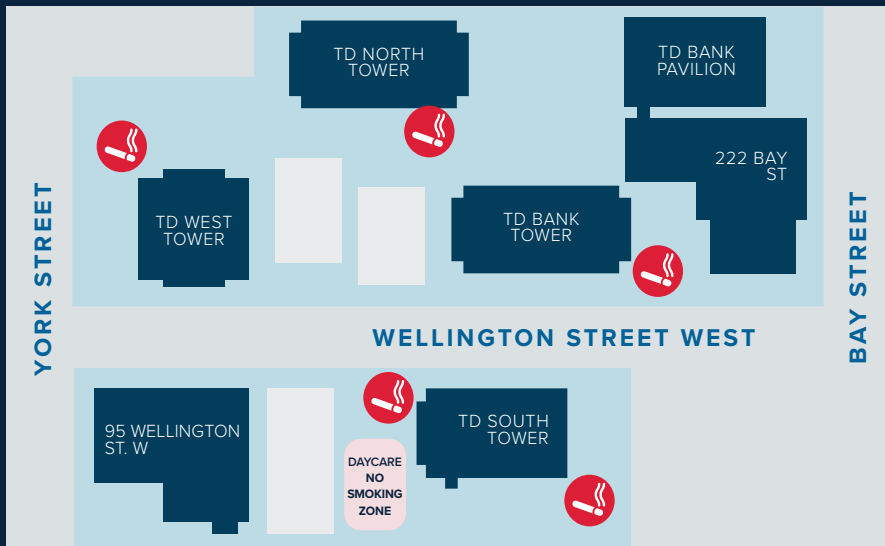 TD NORTH
TOWER
TD BANK
PAVILION
222 BAY
ST
TD WEST
TOWER
TD BANK
TOWER
YORK STREET
BAY STREET
WELLINGTON STREET WEST
95 WELLINGTON
ST. W
TD SOUTH
TOWER
DAYCARE
NO
SMOKING
ZONE